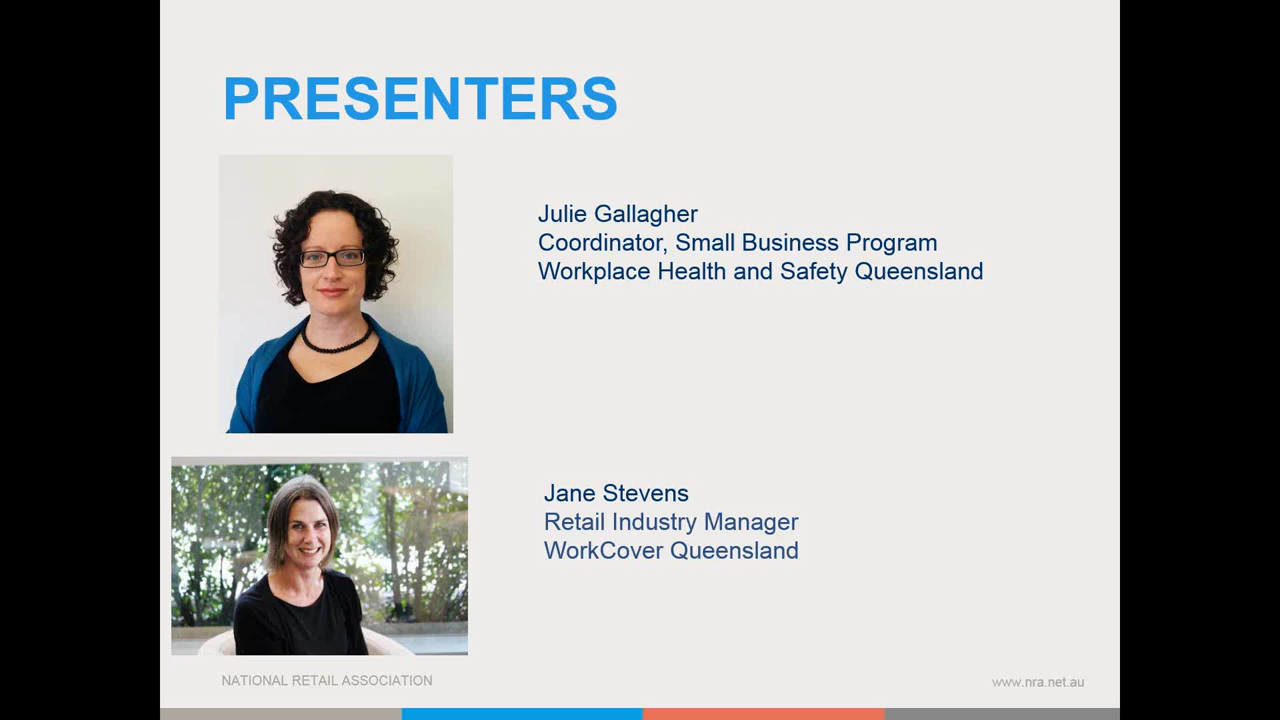 PRESENTERS
Julie Gallagher
Coordinator, Small Business Program
Workplace Health and Safety Queensland
Jane Stevens
Retail Industry Manager
WorkCover Queensland
NATIONAL RETAIL ASSOCIATION
www.nra.net.au